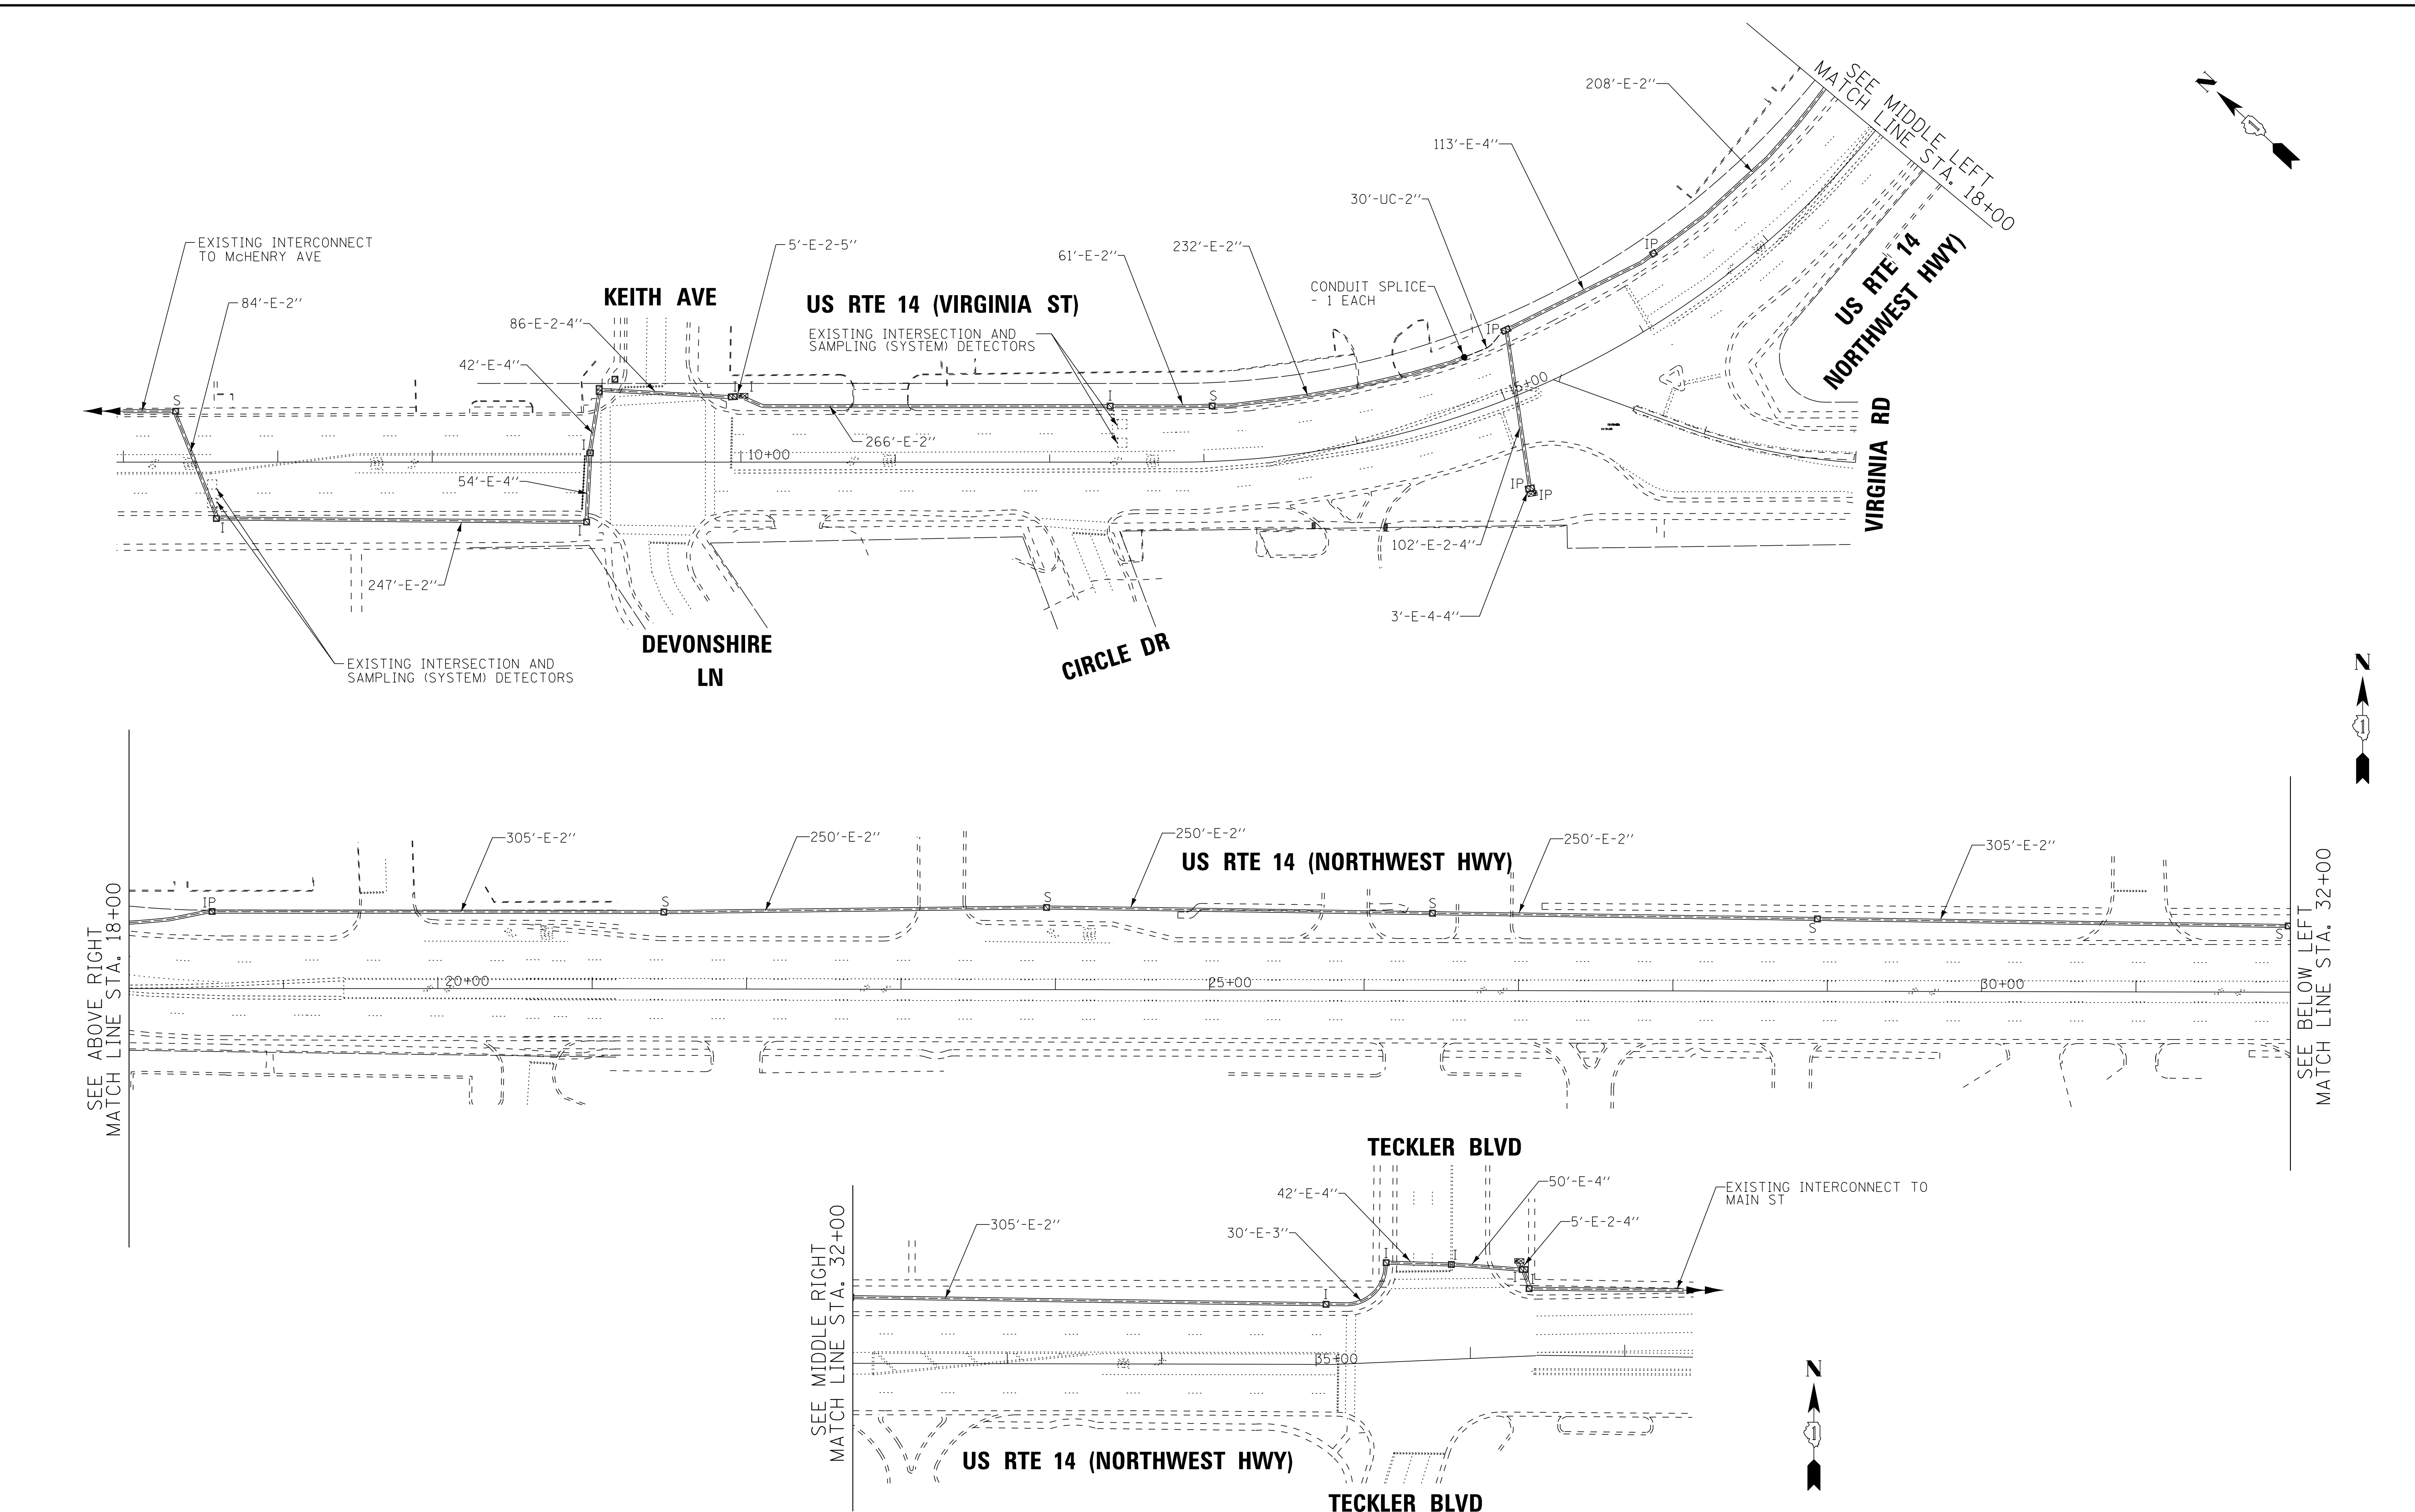 208'-E-2''
SEE MIDDLE LEFT
MATCH LINE STA. 18+00
N
1
113'-E-4''
30'-UC-2''
IP
EXISTING INTERCONNECT
TO McHENRY AVE
5'-E-2-5''
232'-E-2''
61'-E-2''
US RTE 14
NORTHWEST HWY)
CONDUIT SPLICE
- 1 EACH
KEITH AVE
US RTE 14 (VIRGINIA ST)
84'-E-2''
86-E-2-4''
EXISTING INTERSECTION AND
SAMPLING (SYSTEM) DETECTORS
IP
42'-E-4''
S
I
I
I
S
15+00
266'-E-2''
10+00
I
54'-E-4''
VIRGINIA RD
IP
IP
I
I
102'-E-2-4''
247'-E-2''
3'-E-4-4''
DEVONSHIRE
LN
CIRCLE DR
EXISTING INTERSECTION AND
SAMPLING (SYSTEM) DETECTORS
N
1
305'-E-2''
250'-E-2''
250'-E-2''
250'-E-2''
305'-E-2''
US RTE 14 (NORTHWEST HWY)
IP
S
S
S
S
S
SEE ABOVE RIGHT
MATCH LINE STA. 18+00
20+00
25+00
30+00
SEE BELOW LEFT
MATCH LINE STA. 32+00
TECKLER BLVD
42'-E-4''
50'-E-4''
EXISTING INTERCONNECT TO
MAIN ST
305'-E-2''
30'-E-3''
5'-E-2-4''
I
I
I
I
I
SEE MIDDLE RIGHT
MATCH LINE STA. 32+00
35+00
N
1
US RTE 14 (NORTHWEST HWY)
TECKLER BLVD